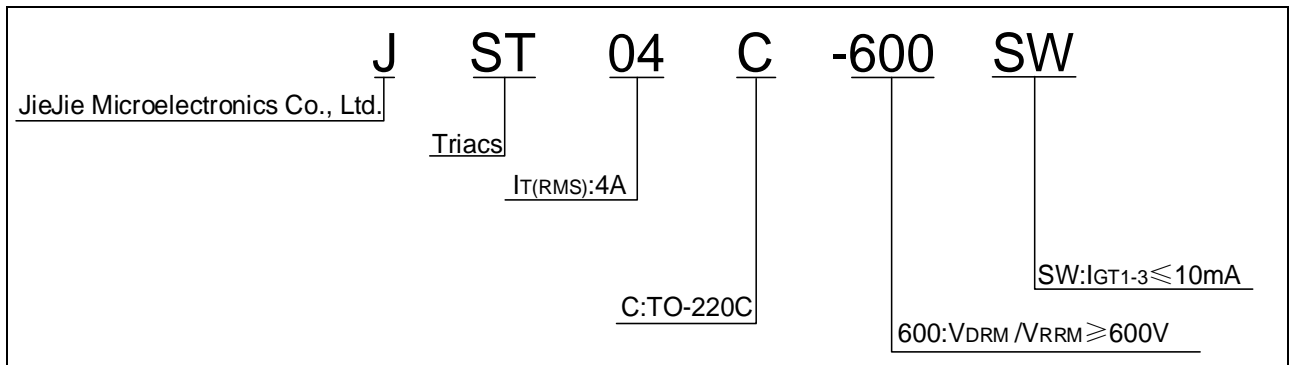 J ST 04 C -600 SW
JieJie Microelectronics Co., Ltd.
Triacs
IT(RMS):4A
SW:IGT1-3≤10mA
C:TO-220C
600:VDRM /VRRM≥600V